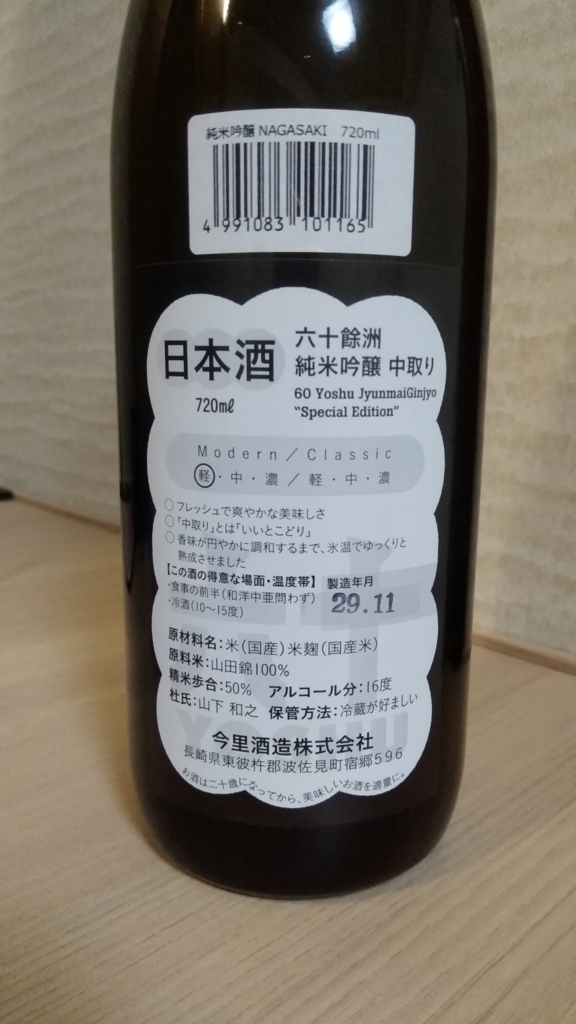 純米吟醸 NAGASAKI 720ml
4 991083 101165
日本酒
720mℓ
六十餘洲
純米吟醸 中取り
60 Yoshu JyunmaiGinjyo
"Special Edition"
Modern／Classic
軽・中・濃／軽・中・濃
○フレッシュで爽やかな美味しさ
○「中取り」とは「いいとこどり」
○香味が円やかに調和するまで、氷温でゆっくりと
熟成させました
【この酒の得意な場面・温度帯】
・食事の前半(和洋中亜問わず)
・冷酒(10〜15度)
製造年月
29.11
原材料名：米(国産)米麹(国産米)
原料米：山田錦100%
精米歩合：50% アルコール分：16度
杜氏：山下 和之 保管方法：冷蔵が好ましい
今里酒造株式会社
長崎県東彼杵郡波佐見町宿郷596
お酒は二十歳になってから、美味しいお酒を適量に。